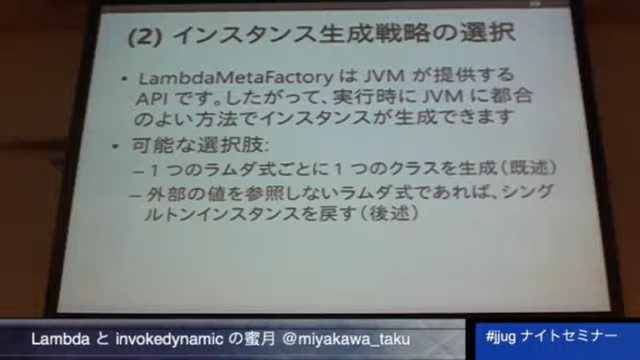 (2) インスタンス生成戦略の選択
• LambdaMetaFactory は JVM が提供する
API です。したがって、実行時に JVM に都合
のよい方法でインスタンスが生成できます
• 可能な選択肢:
– 1 つのラムダ式ごとに 1 つのクラスを生成(既述)
– 外部の値を参照しないラムダ式であれば、シング
ルトンインスタンスを戻す(後述)
Lambda と invokedynamic の蜜月 @miyakawa_taku
#jjug ナイトセミナー